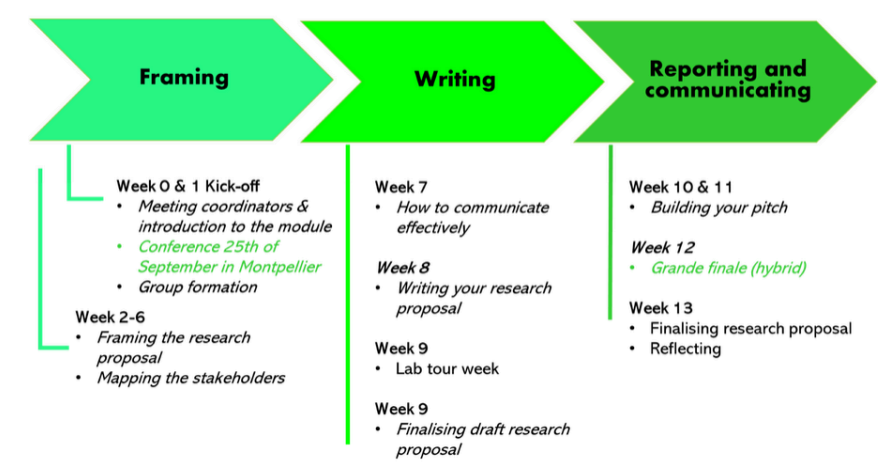 Framing
Writing
Reporting and
communicating
Week 0 & 1 Kick-off
• Meeting coordinators &
introduction to the module
• Conference 25th of
September in Montpellier
• Group formation
Week 2-6
• Framing the research
proposal
• Mapping the stakeholders
Week 7
• How to communicate
effectively
Week 8
• Writing your research
proposal
Week 9
• Lab tour week
Week 9
• Finalising draft research
proposal
Week 10 & 11
• Building your pitch
Week 12
• Grande finale (hybrid)
Week 13
• Finalising research proposal
• Reflecting